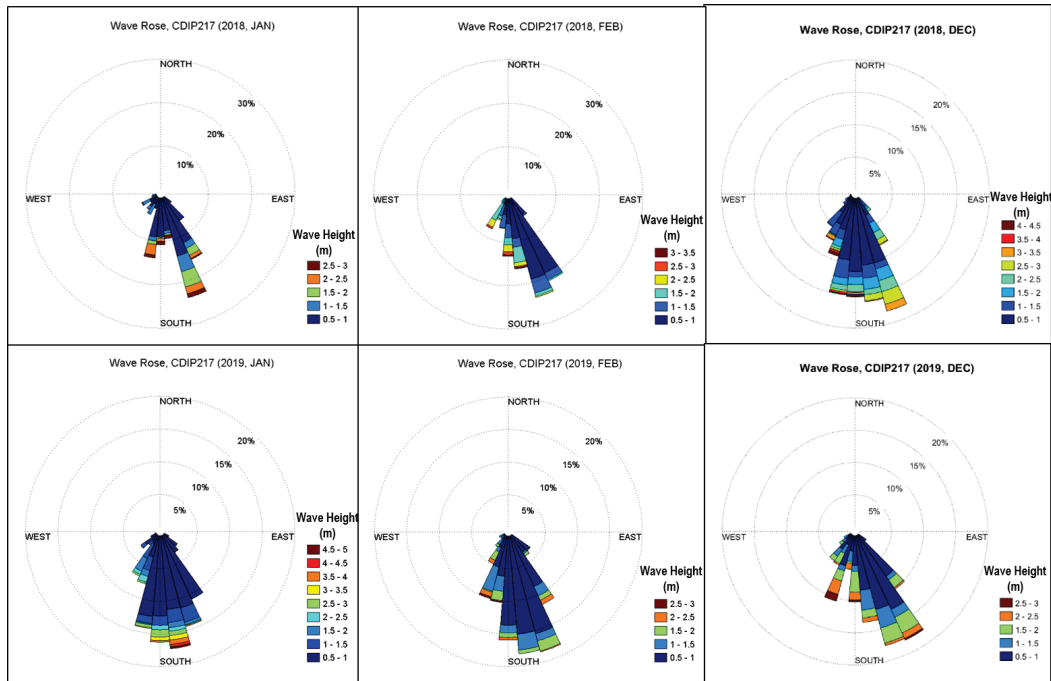 Wave Rose, CDIP217 (2018, JAN)
NORTH
30%
20%
10%
WEST
EAST
SOUTH
Wave Height
(m)
2.5 - 3
2 - 2.5
1.5 - 2
1 - 1.5
0.5 - 1
Wave Rose, CDIP217 (2018, FEB)
NORTH
30%
20%
10%
WEST
EAST
SOUTH
Wave Height
(m)
3 - 3.5
2.5 - 3
2 - 2.5
1.5 - 2
1 - 1.5
0.5 - 1
Wave Rose, CDIP217 (2018, DEC)
NORTH
20%
15%
10%
5%
WEST
EAST
SOUTH
Wave Height
(m)
4 - 4.5
3.5 - 4
3 - 3.5
2.5 - 3
2 - 2.5
1.5 - 2
1 - 1.5
0.5 - 1
Wave Rose, CDIP217 (2019, JAN)
NORTH
20%
15%
10%
5%
WEST
EAST
SOUTH
Wave Height
(m)
4.5 - 5
4 - 4.5
3.5 - 4
3 - 3.5
2.5 - 3
2 - 2.5
1.5 - 2
1 - 1.5
0.5 - 1
Wave Rose, CDIP217 (2019, FEB)
NORTH
20%
15%
10%
5%
WEST
EAST
SOUTH
Wave Height
(m)
2.5 - 3
2 - 2.5
1.5 - 2
1 - 1.5
0.5 - 1
Wave Rose, CDIP217 (2019, DEC)
NORTH
20%
15%
10%
5%
WEST
EAST
SOUTH
Wave Height
(m)
2.5 - 3
2 - 2.5
1.5 - 2
1 - 1.5
0.5 - 1